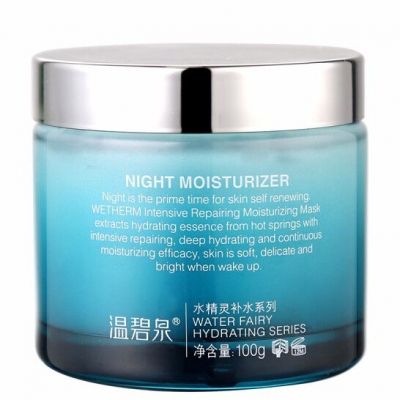 NIGHT MOISTURIZER
Night is the prime time for skin self renewing.
WETHERM Intensive Repairing Moisturizing Mask
extracts hydrating essence from hot springs with
intensive repairing, deep hydrating and continuous
moisturizing efficacy, skin is soft, delicate and
bright when wake up.
温碧泉®
水精灵补水系列
WATER FAIRY
HYDRATING SERIES
净含量:100g
12M